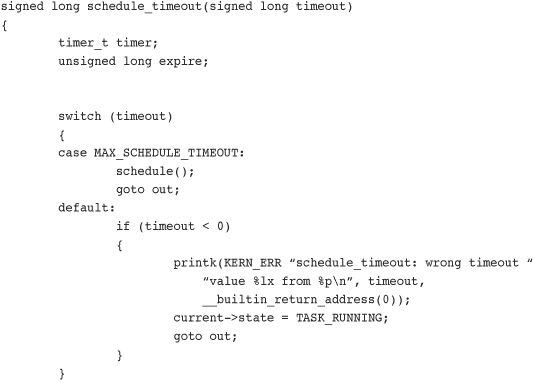 signed long schedule_timeout(signed long timeout)
{
        timer_t timer;
        unsigned long expire;


        switch (timeout)
        {
        case MAX_SCHEDULE_TIMEOUT:
                schedule();
                goto out;
        default:
                if (timeout < 0)
                {
                        printk(KERN_ERR “schedule_timeout: wrong timeout “
                            “value %lx from %p\n”, timeout,
                            __builtin_return_address(0));
                        current->state = TASK_RUNNING;
                        goto out;
                }
        }